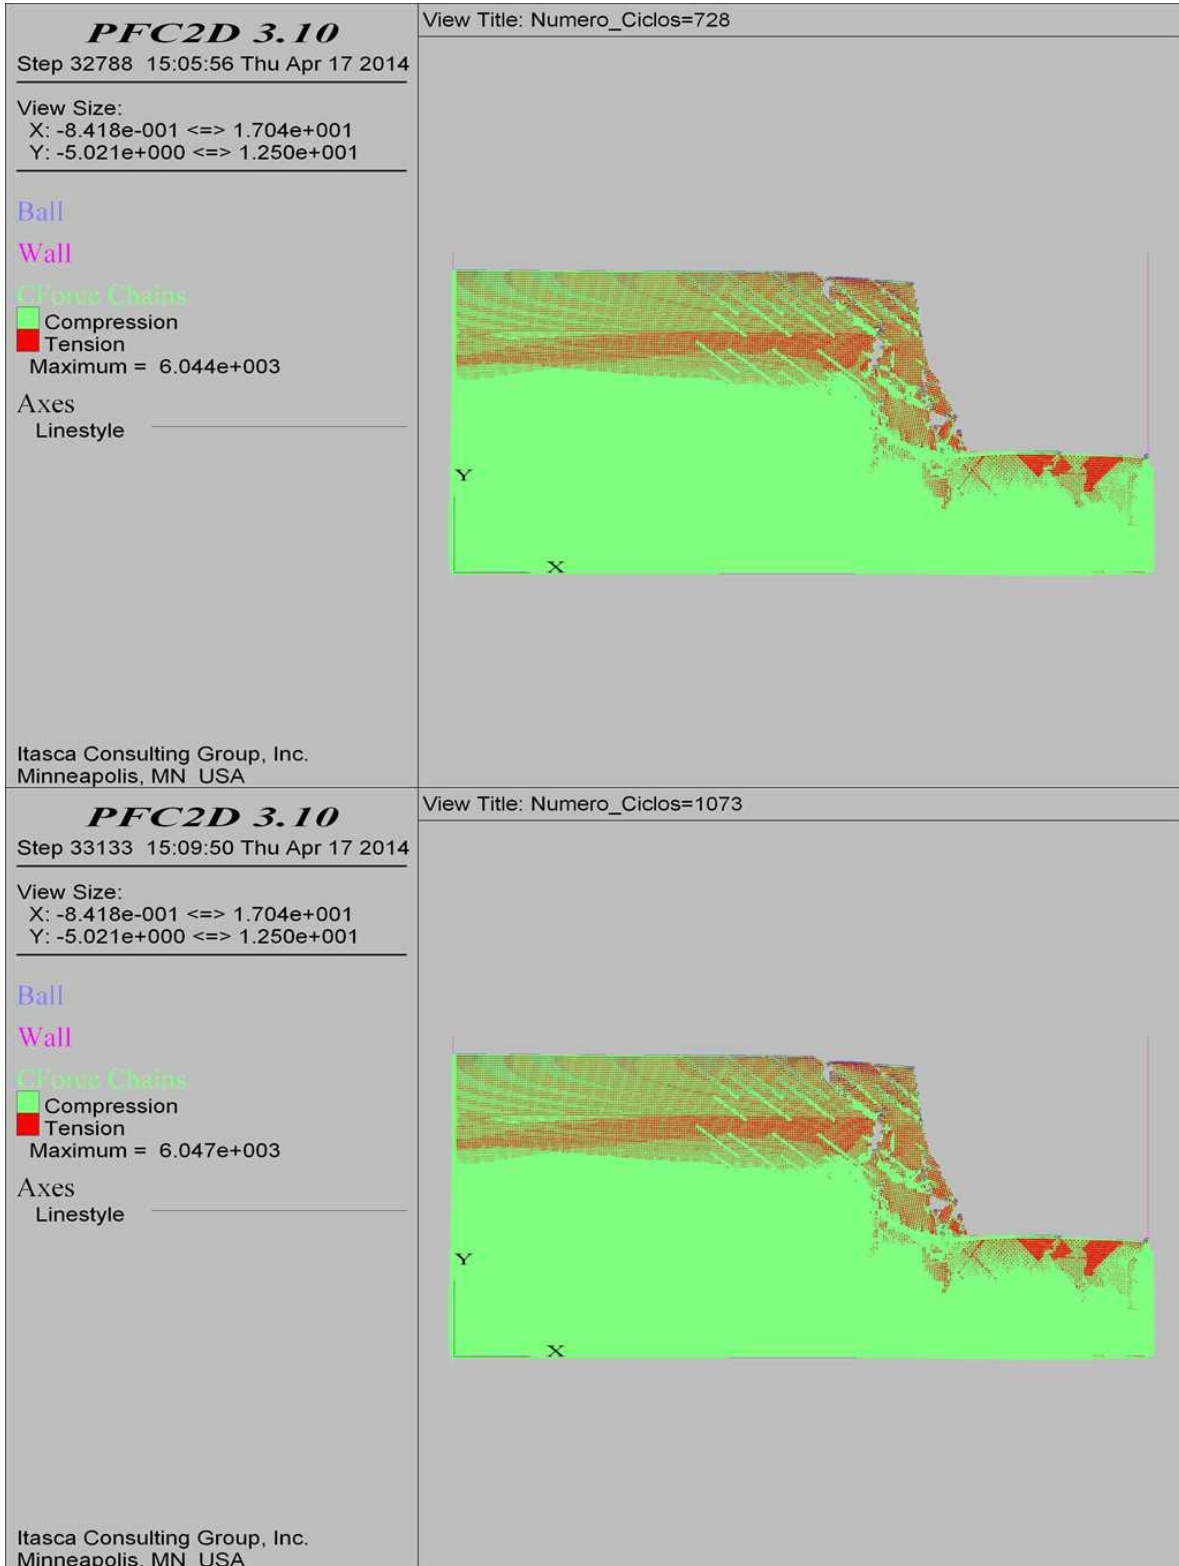 PFC2D 3.10
Step 32788 15:05:56 Thu Apr 17 2014
View Size:
X: -8.418e-001 <=> 1.704e+001
Y: -5.021e+000 <=> 1.250e+001
Ball
Wall
CForce Chains
Compression
Tension
Maximum = 6.044e+003
Axes
Linestyle
Itasca Consulting Group, Inc.
Minneapolis, MN USA
View Title: Numero_Ciclos=728
Y
X
PFC2D 3.10
Step 33133 15:09:50 Thu Apr 17 2014
View Size:
X: -8.418e-001 <=> 1.704e+001
Y: -5.021e+000 <=> 1.250e+001
Ball
Wall
CForce Chains
Compression
Tension
Maximum = 6.047e+003
Axes
Linestyle
Itasca Consulting Group, Inc.
Minneapolis, MN USA
View Title: Numero_Ciclos=1073
Y
X